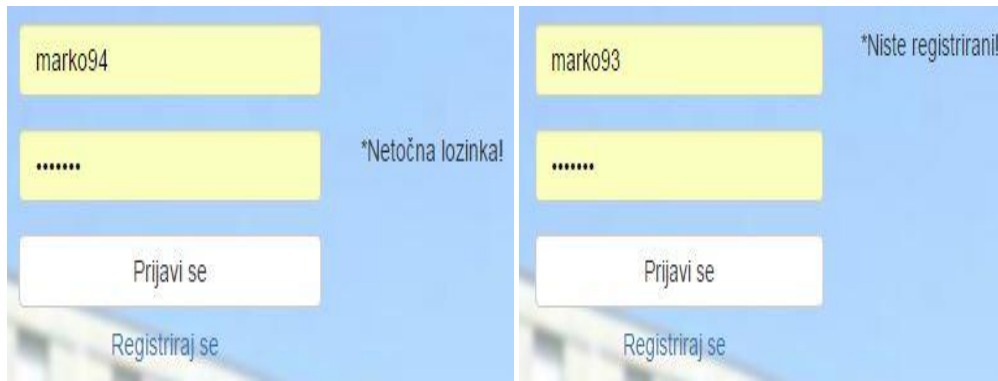 marko94
•••••••
*Netočna lozinka!
Prijavi se
Registriraj se
marko93
*Niste registrirani!
•••••••
Prijavi se
Registriraj se